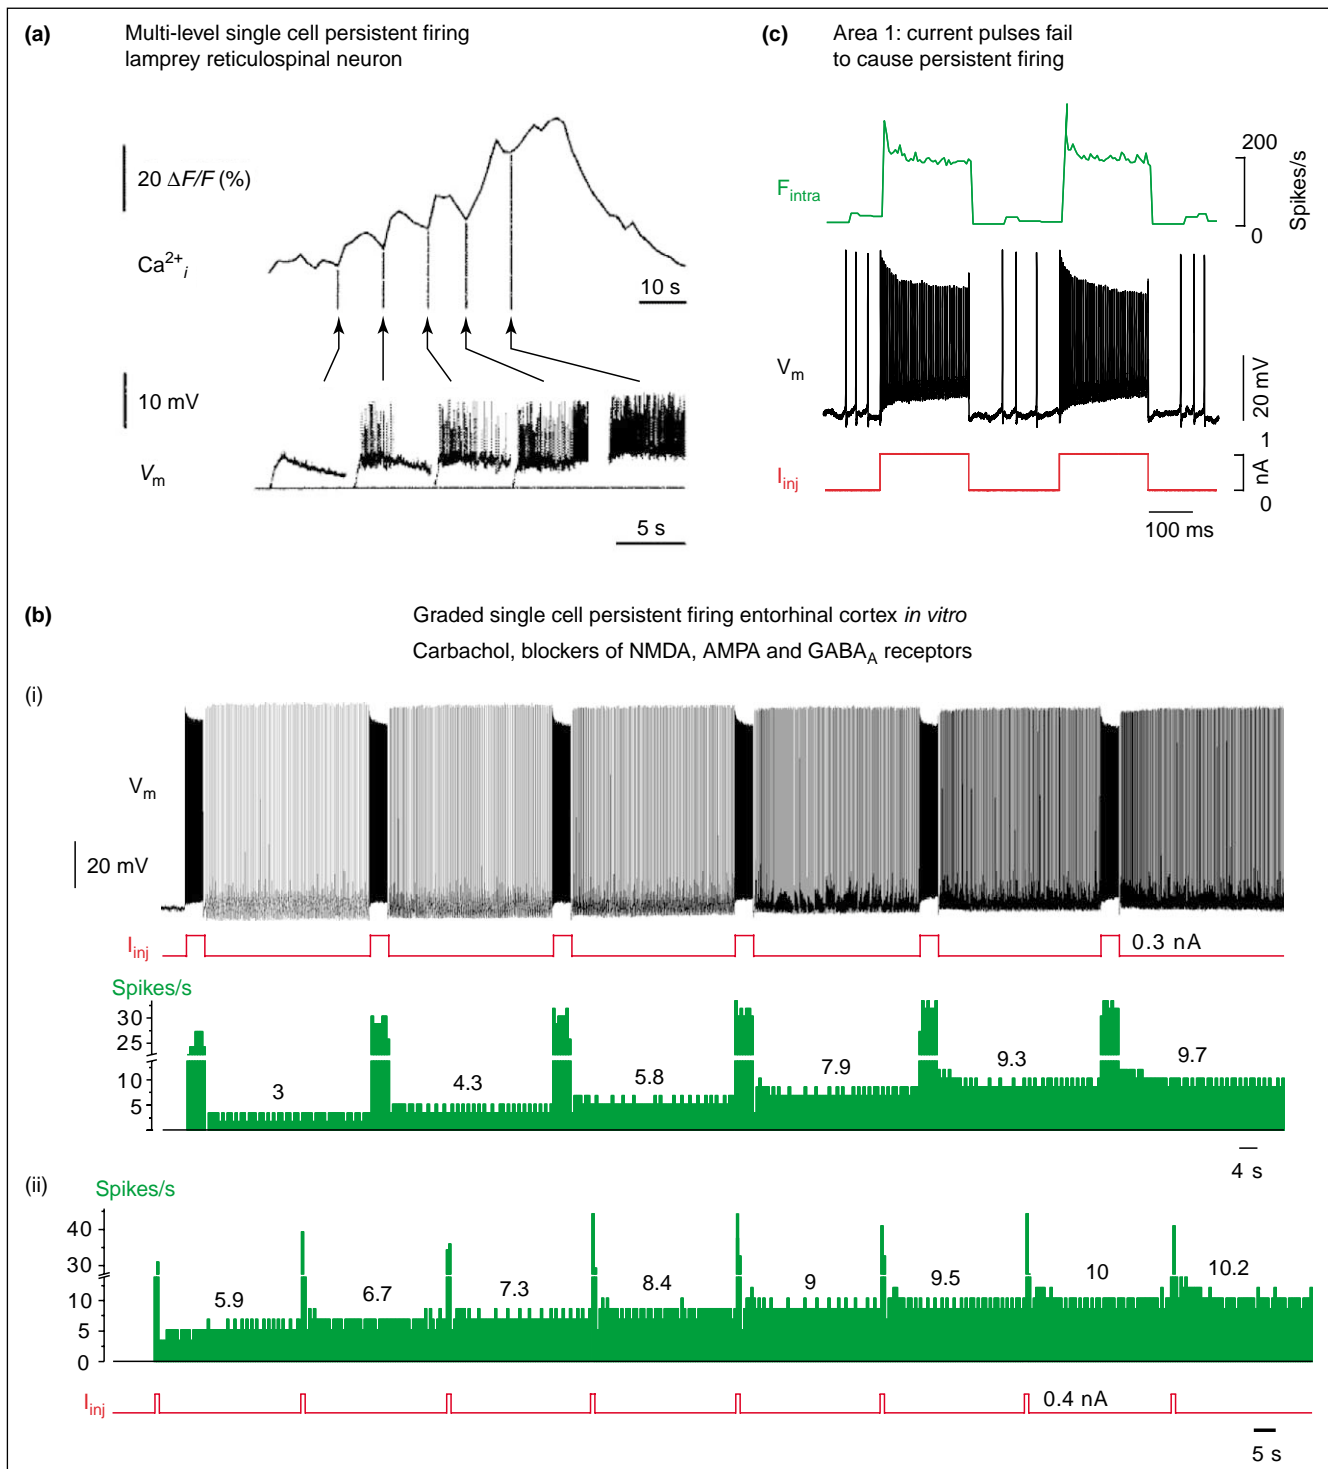 (a)
Multi-level single cell persistent firing
lamprey reticulospinal neuron
20 ΔF/F (%)
Ca²⁺ᵢ
10 s
10 mV
Vₘ
5 s
(c)
Area 1: current pulses fail
to cause persistent firing
F_intra
200
0
Spikes/s
Vₘ
20 mV
I_inj
1
nA
0
100 ms
(b)
Graded single cell persistent firing entorhinal cortex in vitro
Carbachol, blockers of NMDA, AMPA and GABA_A receptors
(i)
Vₘ
20 mV
I_inj
0.3 nA
Spikes/s
30
25
10
5
3
4.3
5.8
7.9
9.3
9.7
4 s
(ii)
Spikes/s
40
30
10
5
0
5.9
6.7
7.3
8.4
9
9.5
10
10.2
I_inj
0.4 nA
5 s